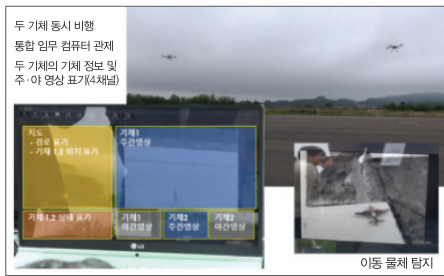 두 기체 동시 비행
통합 임무 컴퓨터 관제
두 기체의 기체 정보 및
주·야 영상 표기(4채널)
지도
- 경로 표기
- 기체 1,2 위치 표기
기체1
주간영상
기체 1,2 상태 표기
기체1
야간영상
기체2
주간영상
기체2
야간영상
LG
이동 물체 탐지